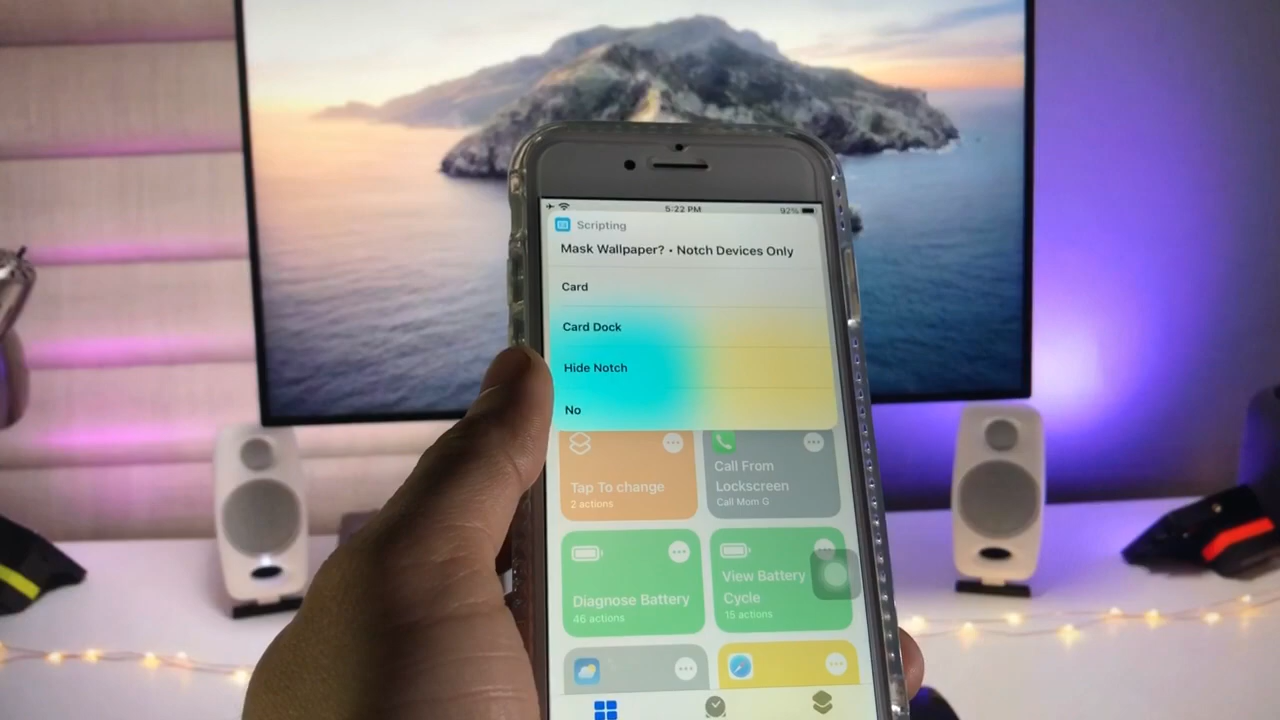 5:22 PM
92%
Scripting
Mask Wallpaper? • Notch Devices Only
Card
Card Dock
Hide Notch
No
Tap To change
2 actions
Call From
Lockscreen
Call Mom G
Diagnose Battery
46 actions
View Battery
Cycle
15 actions